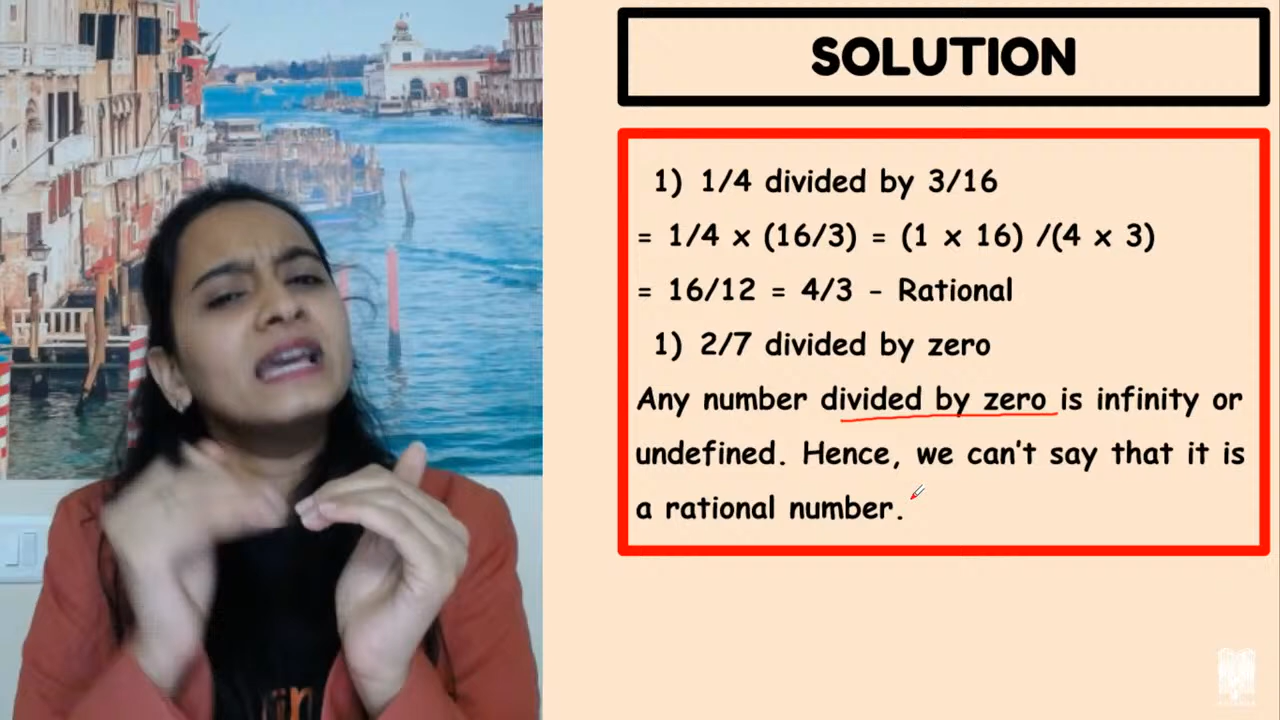 SOLUTION
1) 1/4 divided by 3/16
= 1/4 x (16/3) = (1 x 16) /(4 x 3)
= 16/12 = 4/3 - Rational
1) 2/7 divided by zero
Any number divided by zero is infinity or
undefined. Hence, we can't say that it is
a rational number.